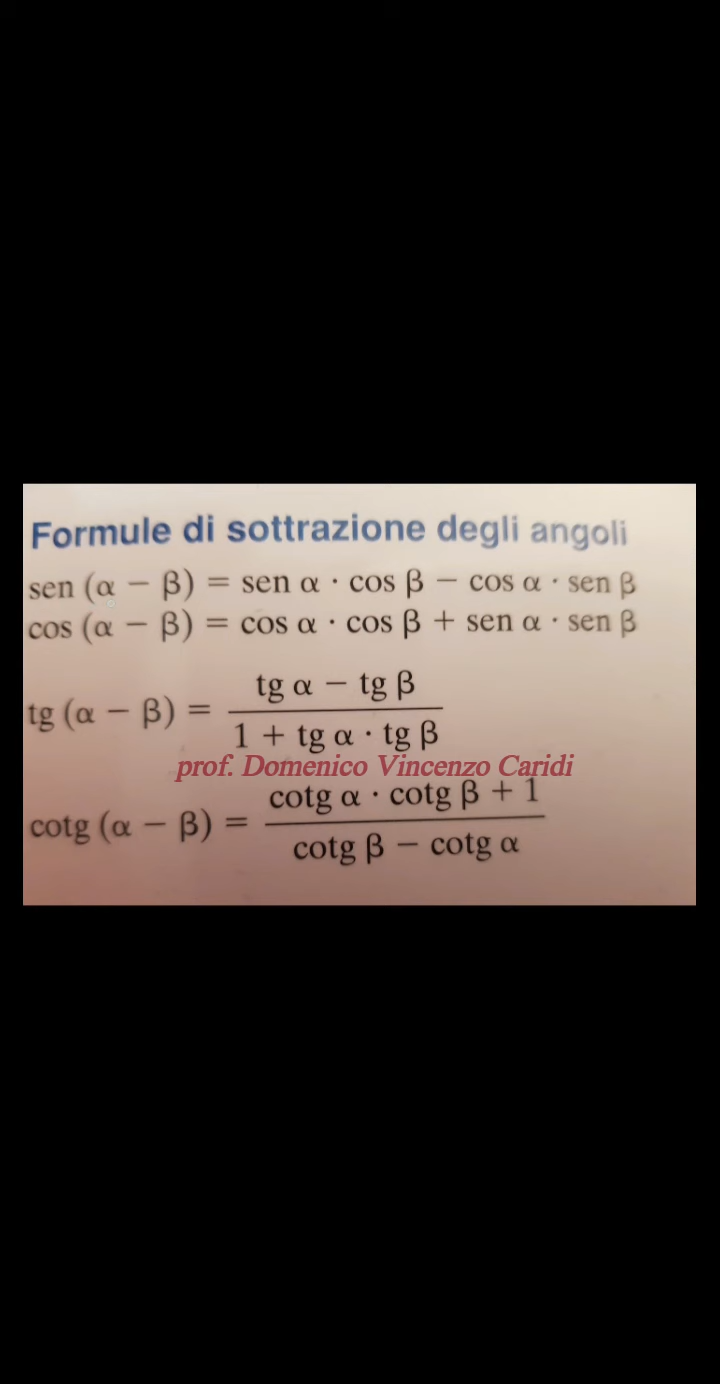 Formule di sottrazione degli angoli
sen (α − β) = sen α · cos β − cos α · sen β
cos (α − β) = cos α · cos β + sen α · sen β
tg (α − β) = tg α − tg β / 1 + tg α · tg β
prof. Domenico Vincenzo Caridi
cotg (α − β) = cotg α · cotg β + 1 / cotg β − cotg α